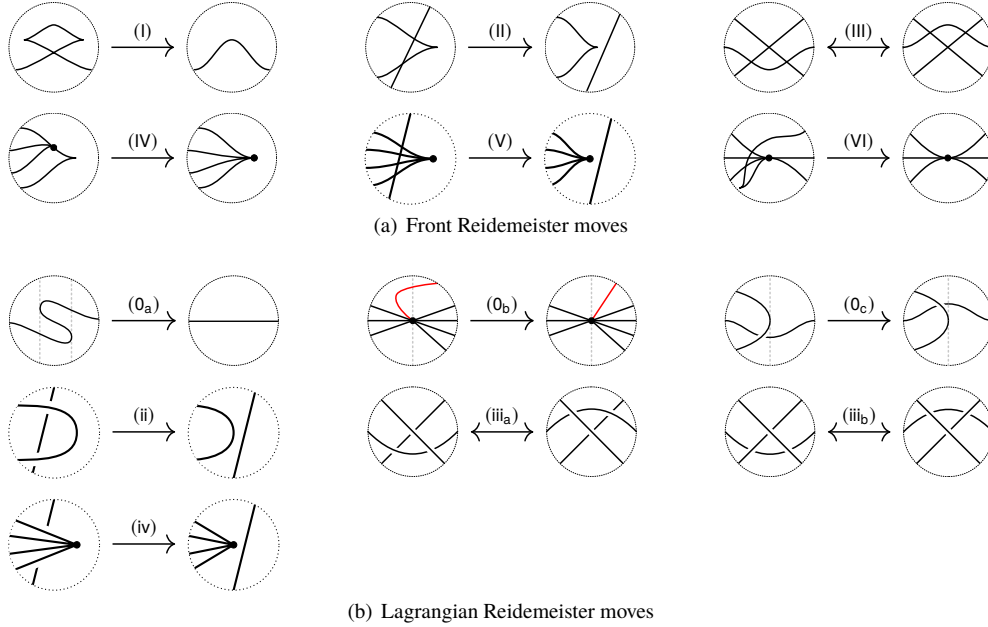 (I) (II) (III)
(IV) (V) (VI)
(a) Front Reidemeister moves
(0a) (0b) (0c)
(ii) (iiia) (iiib)
(iv)
(b) Lagrangian Reidemeister moves